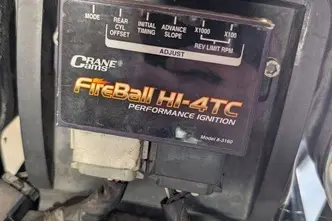 MODE
REAR CYL OFFSET
INITIAL TIMING
ADVANCE SLOPE
X1000
X100
REV LIMIT RPM
ADJUST
CRANE Cams
FireBall HI-4TC
PERFORMANCE IGNITION
Model 8-3160